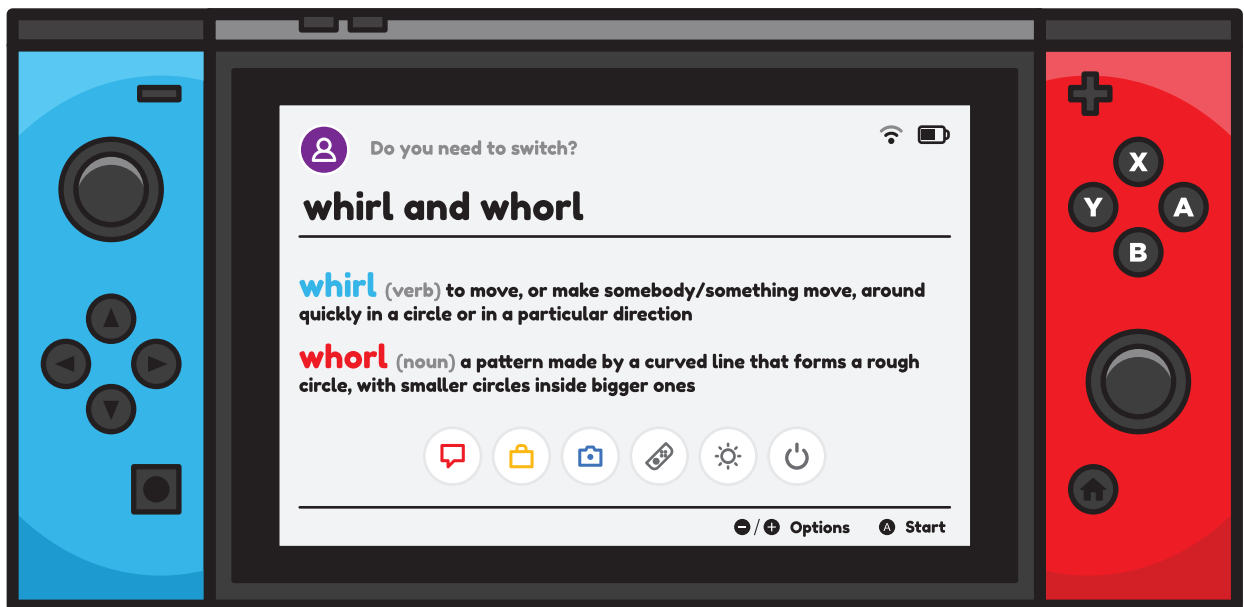 Do you need to switch?
whirl and whorl
whirl (verb) to move, or make somebody/something move, around
quickly in a circle or in a particular direction
whorl (noun) a pattern made by a curved line that forms a rough
circle, with smaller circles inside bigger ones
−/+ Options A Start
X
Y A
B